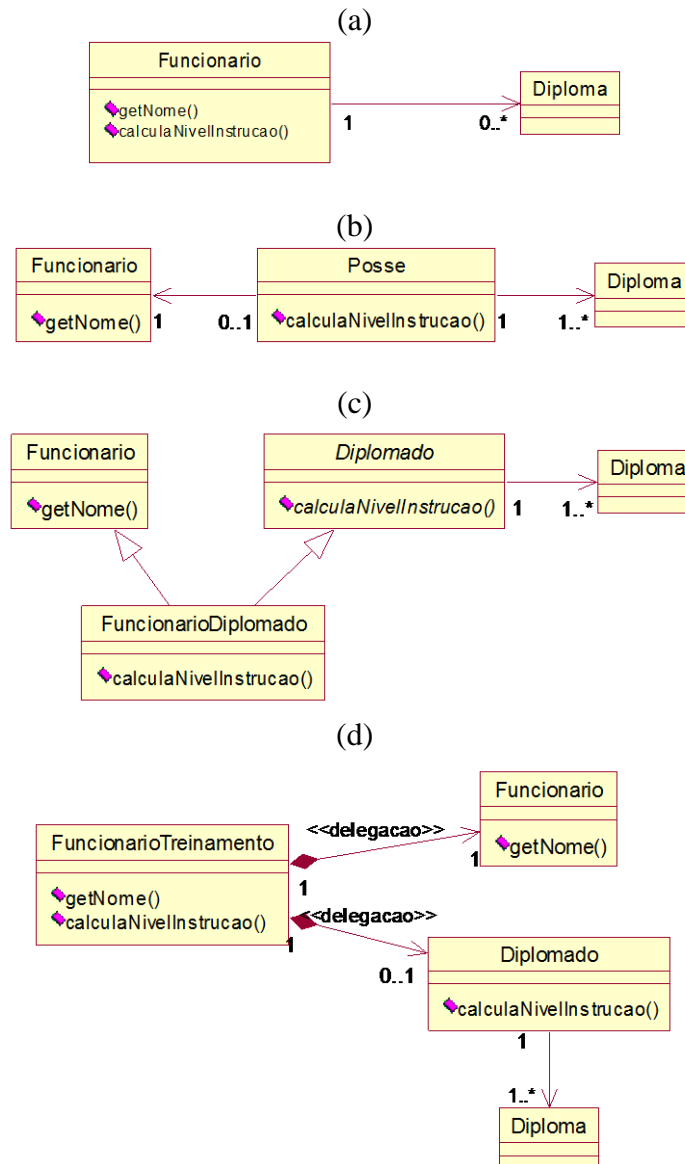 (a)
Funcionario
getNome()
calculaNivelInstrucao()
1
0..*
Diploma
(b)
Funcionario
getNome()
1
0..1
Posse
calculaNivelInstrucao()
1
1..*
Diploma
(c)
Funcionario
getNome()
Diplomado
calculaNivelInstrucao()
1
1..*
Diploma
FuncionarioDiplomado
calculaNivelInstrucao()
(d)
FuncionarioTreinamento
getNome()
calculaNivelInstrucao()
<<delegacao>>
1
1
Funcionario
getNome()
<<delegacao>>
1
0..1
Diplomado
calculaNivelInstrucao()
1
1..*
Diploma